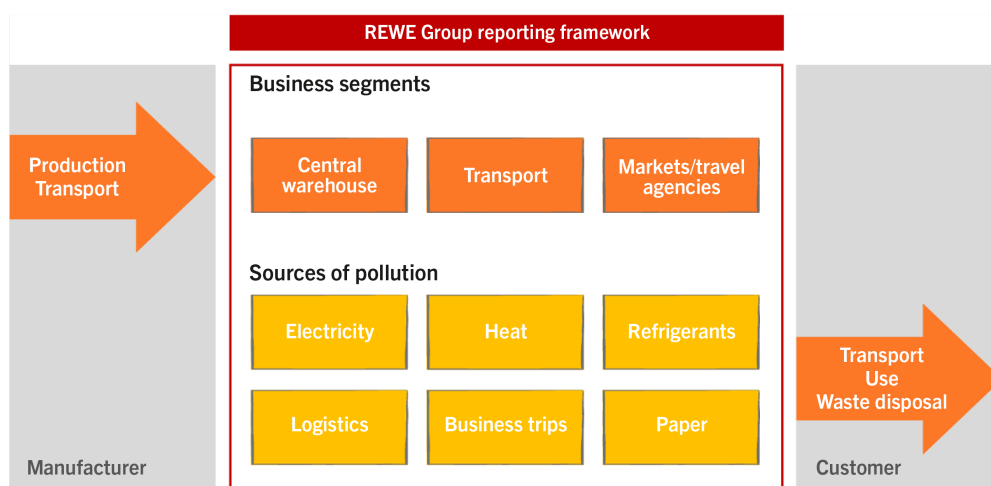 REWE Group reporting framework
Business segments
Production
Transport
Central
warehouse
Transport
Markets/travel
agencies
Sources of pollution
Electricity
Heat
Refrigerants
Logistics
Business trips
Paper
Transport
Use
Waste disposal
Manufacturer
Customer